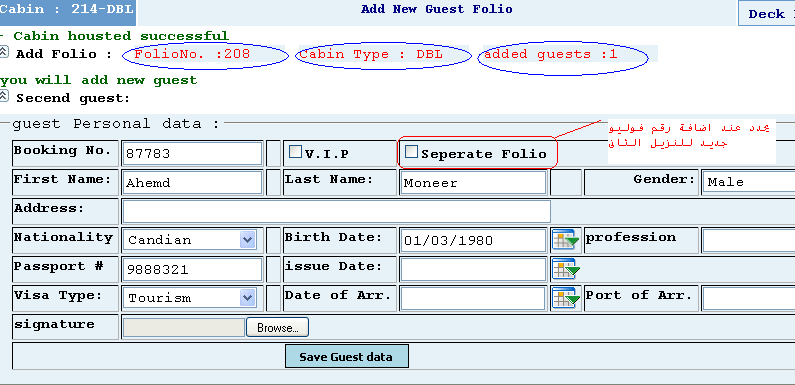 Cabin : 214-DBL Add New Guest Folio Deck
- Cabin housted successful
Add Folio : FolioNo. :208 Cabin Type : DBL added guests :1
you will add new guest
Secend guest:
guest Personal data :
يحدد عند اضافة رقم فوليو
جديد للنزيل الثانى
Booking No. 87783 V.I.P Seperate Folio
First Name: Ahemd Last Name: Moneer Gender: Male
Address:
Nationality Candian Birth Date: 01/03/1980 profession
Passport # 9888321 issue Date:
Visa Type: Tourism Date of Arr. Port of Arr.
signature Browse...
Save Guest data